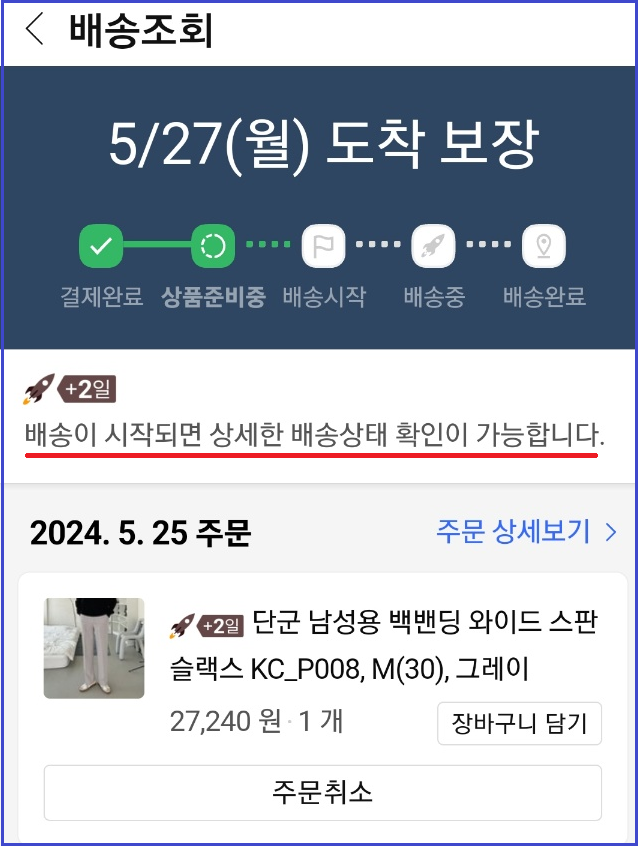 배송조회
5/27(월) 도착 보장
결제완료 상품준비중 배송시작 배송중 배송완료
+2일
배송이 시작되면 상세한 배송상태 확인이 가능합니다.
2024. 5. 25 주문 주문 상세보기
+2일 단군 남성용 백밴딩 와이드 스판
슬랙스 KC_P008, M(30), 그레이
27,240 원 · 1 개 장바구니 담기
주문취소